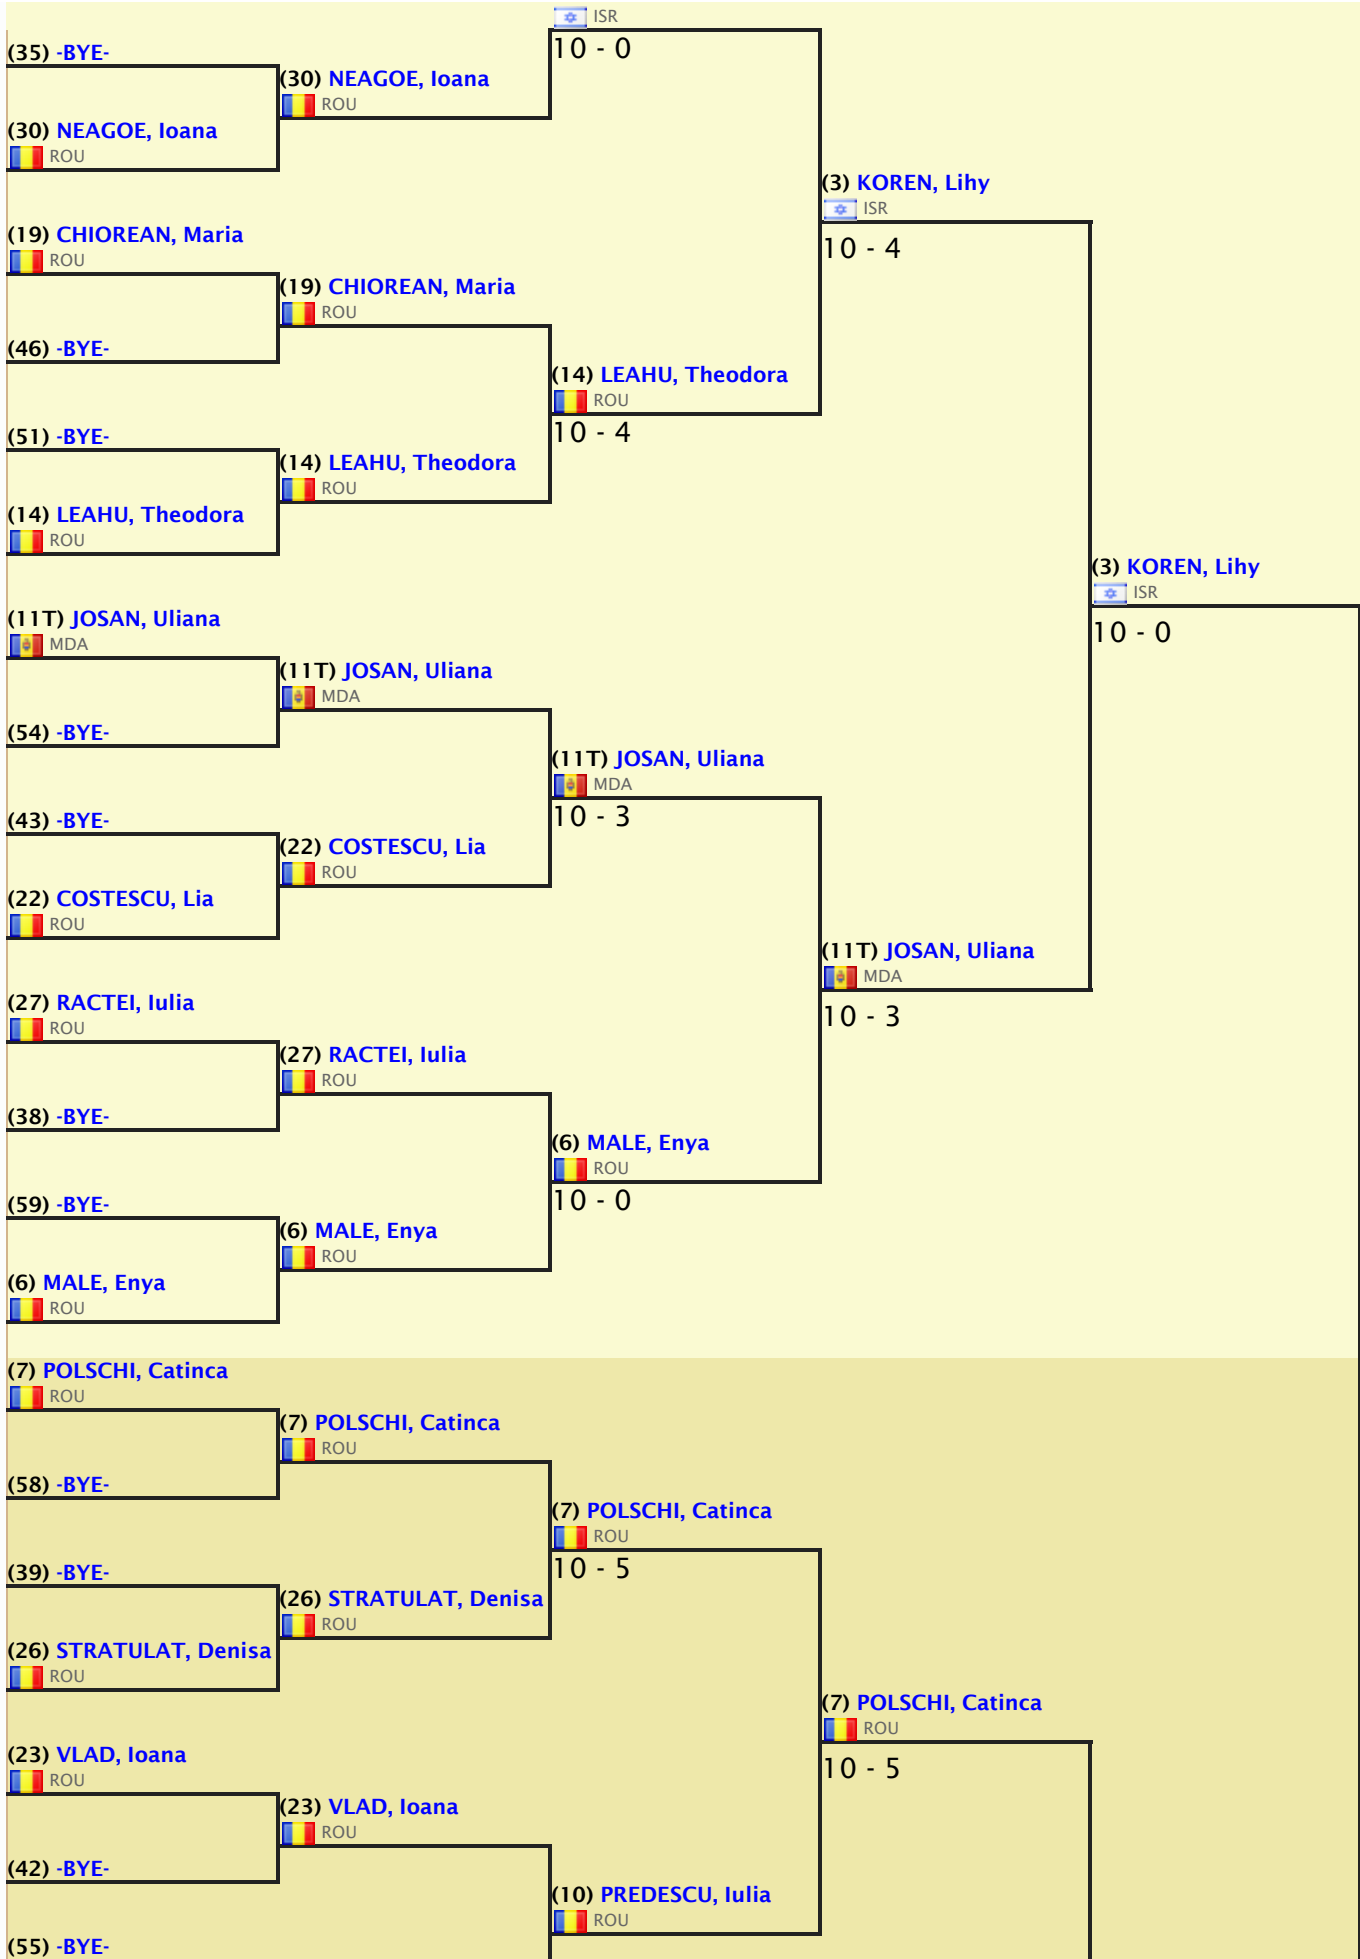 ISR
10 - 0
(35) -BYE-
(30) NEAGOE, Ioana
ROU
(30) NEAGOE, Ioana
ROU
(3) KOREN, Lihy
ISR
10 - 4
(19) CHIOREAN, Maria
ROU
(19) CHIOREAN, Maria
ROU
(46) -BYE-
(14) LEAHU, Theodora
ROU
10 - 4
(51) -BYE-
(14) LEAHU, Theodora
ROU
(14) LEAHU, Theodora
ROU
(3) KOREN, Lihy
ISR
10 - 0
(11T) JOSAN, Uliana
MDA
(11T) JOSAN, Uliana
MDA
(54) -BYE-
(11T) JOSAN, Uliana
MDA
10 - 3
(43) -BYE-
(22) COSTESCU, Lia
ROU
(22) COSTESCU, Lia
ROU
(11T) JOSAN, Uliana
MDA
10 - 3
(27) RACTEI, Iulia
ROU
(27) RACTEI, Iulia
ROU
(38) -BYE-
(6) MALE, Enya
ROU
10 - 0
(59) -BYE-
(6) MALE, Enya
ROU
(6) MALE, Enya
ROU
(7) POLSCHI, Catinca
ROU
(7) POLSCHI, Catinca
ROU
(58) -BYE-
(7) POLSCHI, Catinca
ROU
10 - 5
(39) -BYE-
(26) STRATULAT, Denisa
ROU
(26) STRATULAT, Denisa
ROU
(7) POLSCHI, Catinca
ROU
10 - 5
(23) VLAD, Ioana
ROU
(23) VLAD, Ioana
ROU
(42) -BYE-
(10) PREDESCU, Iulia
ROU
(55) -BYE-